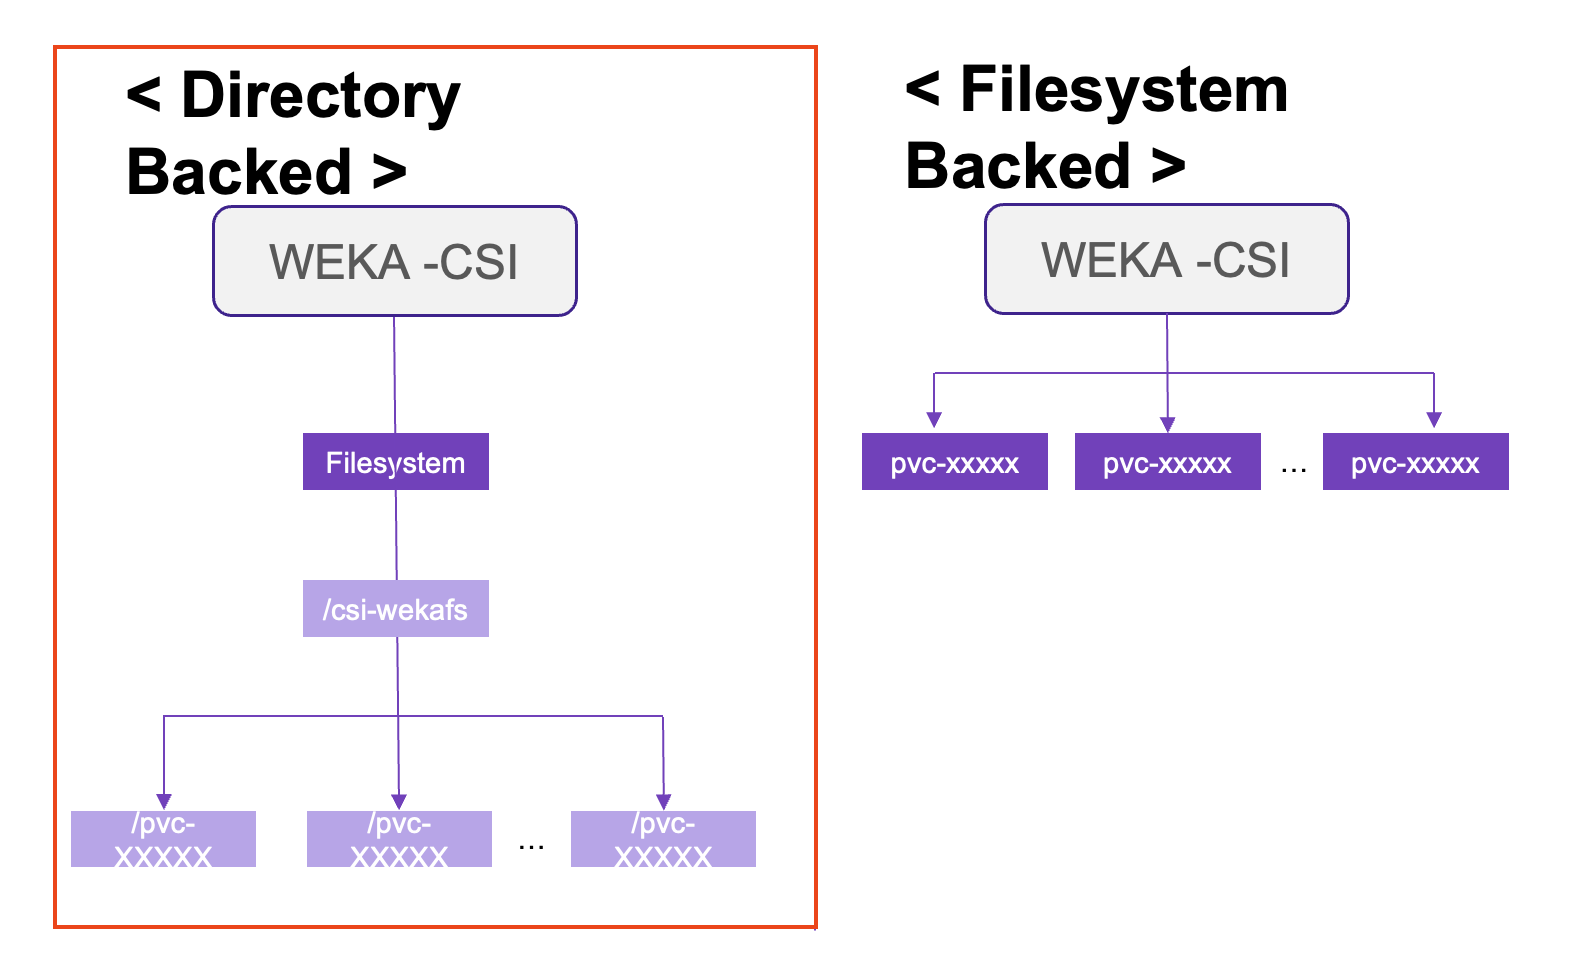 < Directory
Backed >
WEKA -CSI
Filesystem
/csi-wekafs
/pvc-
xxxxx
/pvc-
xxxxx
...
/pvc-
xxxxx
< Filesystem
Backed >
WEKA -CSI
pvc-xxxxx
pvc-xxxxx
...
pvc-xxxxx